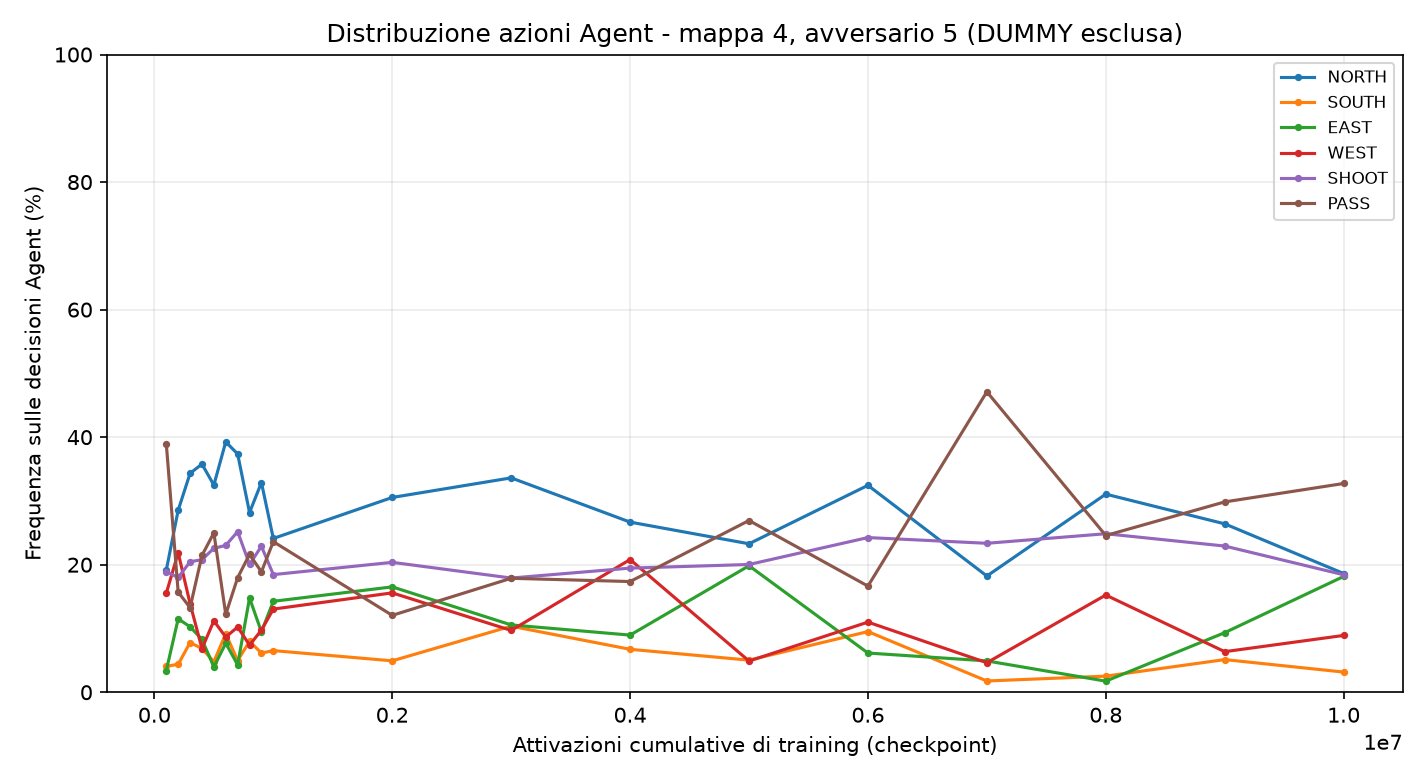 Distribuzione azioni Agent - mappa 4, avversario 5 (DUMMY esclusa)
100
80
60
40
20
0
Frequenza sulle decisioni Agent (%)
NORTH
SOUTH
EAST
WEST
SHOOT
PASS
0.0
0.2
0.4
0.6
0.8
1.0
1e7
Attivazioni cumulative di training (checkpoint)